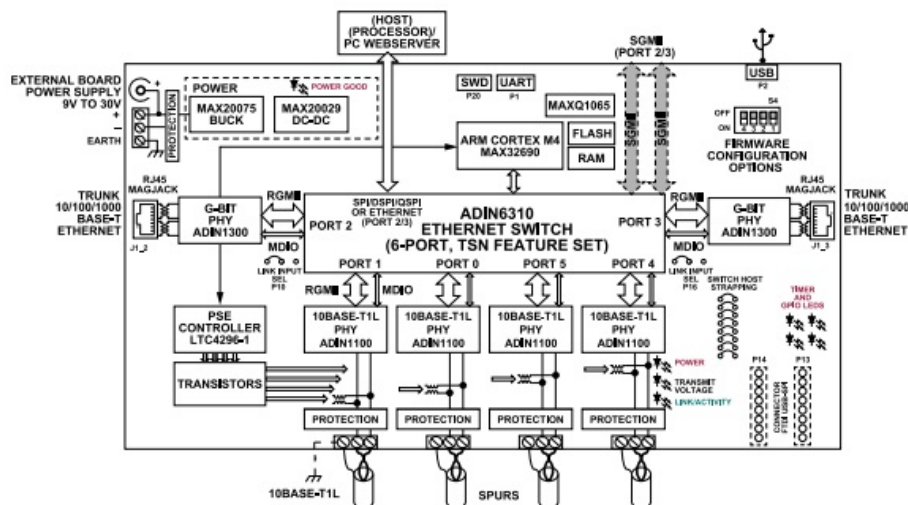 (HOST)
(PROCESSOR)/
PC WEBSERVER
SGMII
(PORT 2/3)
USB
P2
EXTERNAL BOARD
POWER SUPPLY
9V TO 30V
+
+
–
EARTH
PROTECTION
POWER
POWER GOOD
MAX20075
BUCK
MAX20029
DC-DC
SWD
P20
UART
P1
MAXQ1065
FLASH
RAM
ARM CORTEX M4
MAX32690
SGMII
SGMII
S4
OFF
ON
4 3 2 1
FIRMWARE
CONFIGURATION
OPTIONS
RJ45
MAGJACK
TRUNK
10/100/1000
BASE-T
ETHERNET
J1_2
G-BIT
PHY
ADIN1300
RGMII
MDIO
LINK INPUT
SEL
P18
SPI/DSPI/QSPI
OR ETHERNET
(PORT 2/3)
PORT 2
ADIN6310
ETHERNET SWITCH
(6-PORT, TSN FEATURE SET)
PORT 3
PORT 1
PORT 0
PORT 5
PORT 4
RGMII
MDIO
LINK INPUT
SEL
P16
G-BIT
PHY
ADIN1300
RJ45
MAGJACK
TRUNK
10/100/1000
BASE-T
ETHERNET
J1_3
RGMII
MDIO
SWITCH HOST
STRAPPING
TIMER
AND
GPIO LEDS
PSE
CONTROLLER
LTC4296-1
TRANSISTORS
10BASE-T1L
PHY
ADIN1100
10BASE-T1L
PHY
ADIN1100
10BASE-T1L
PHY
ADIN1100
10BASE-T1L
PHY
ADIN1100
POWER
TRANSMIT
VOLTAGE
LINK/ACTIVITY
P14
CONNECTOR
FTDI USB-SPI
P13
PROTECTION
PROTECTION
PROTECTION
PROTECTION
10BASE-T1L
SPURS